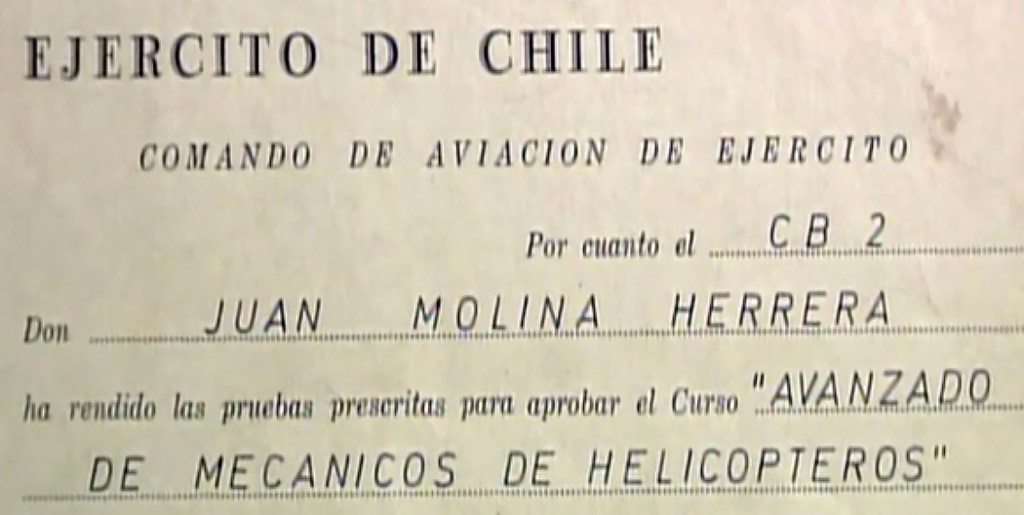 EJERCITO DE CHILE
COMANDO DE AVIACION DE EJERCITO
Por cuanto el CB 2
Don JUAN MOLINA HERRERA
ha rendido las pruebas prescritas para aprobar el Curso "AVANZADO
DE MECANICOS DE HELICOPTEROS"